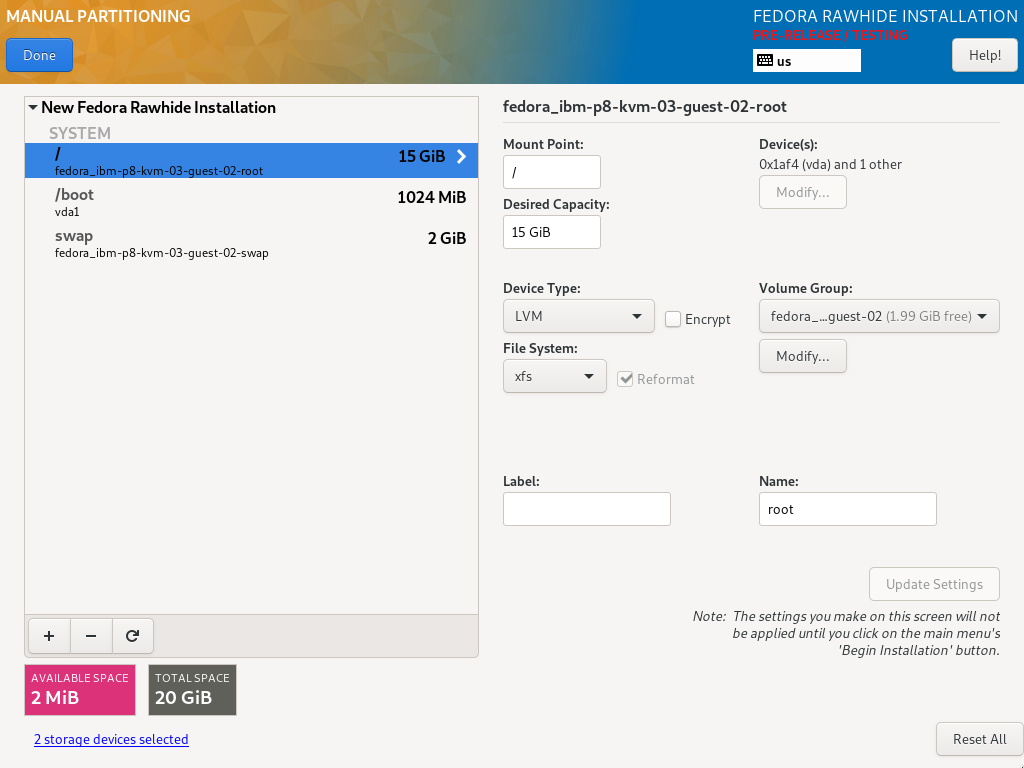 MANUAL PARTITIONING
Done
FEDORA RAWHIDE INSTALLATION
PRE-RELEASE / TESTING
us
Help!
New Fedora Rawhide Installation
SYSTEM
/
15 GiB
fedora_ibm-p8-kvm-03-guest-02-root
/boot
1024 MiB
vda1
swap
2 GiB
fedora_ibm-p8-kvm-03-guest-02-swap
+ −
AVAILABLE SPACE
2 MiB
TOTAL SPACE
20 GiB
2 storage devices selected
fedora_ibm-p8-kvm-03-guest-02-root
Mount Point:
/
Desired Capacity:
15 GiB
Device(s):
0x1af4 (vda) and 1 other
Modify...
Device Type:
LVM
Encrypt
Volume Group:
fedora_...guest-02 (1.99 GiB free)
Modify...
File System:
xfs
Reformat
Label:
Name:
root
Update Settings
Note: The settings you make on this screen will not
be applied until you click on the main menu's
'Begin Installation' button.
Reset All